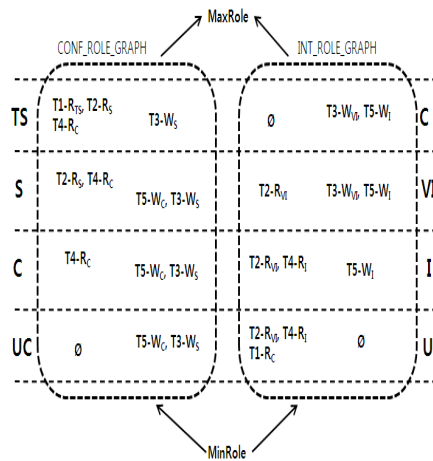 MaxRole
CONF_ROLE_GRAPH INT_ROLE_GRAPH
TS T1-R_TS, T2-R_S T3-W_S Ø T3-W_VI, T5-W_I C
T4-R_C
S T2-R_S, T4-R_C T5-W_C, T3-W_S T2-R_VI T3-W_VI, T5-W_I VI
C T4-R_C T5-W_C, T3-W_S T2-R_VI, T4-R_I T5-W_I I
UC Ø T5-W_C, T3-W_S T2-R_VI, T4-R_I Ø U
T1-R_C
MinRole